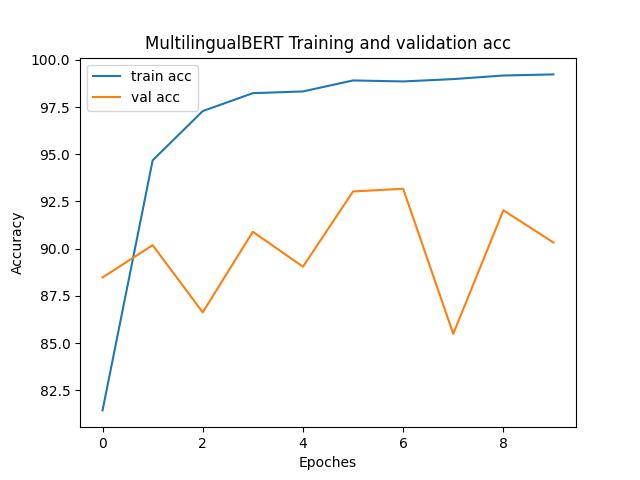 MultilingualBERT Training and validation acc
train acc
val acc
100.0
97.5
95.0
92.5
90.0
87.5
85.0
82.5
Accuracy
0 2 4 6 8
Epoches